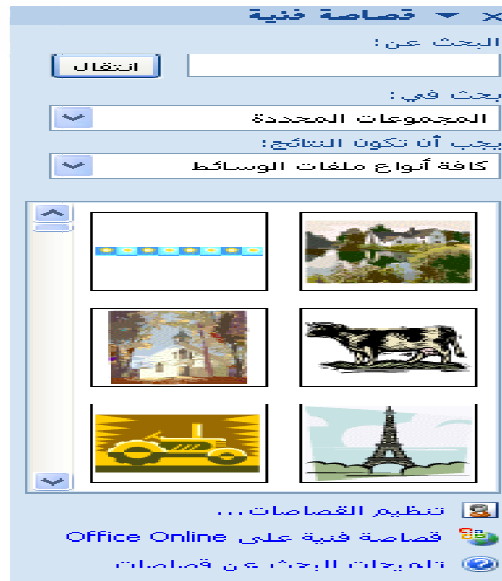 قصاصة فنية
البحث عن:
انتقال
بحث في:
المجموعات المحددة
يجب أن تكون النتائج:
كافة أنواع ملفات الوسائط
تنظيم القصاصات...
قصاصة فنية على Office Online
تلميحات البحث عن قصاصات